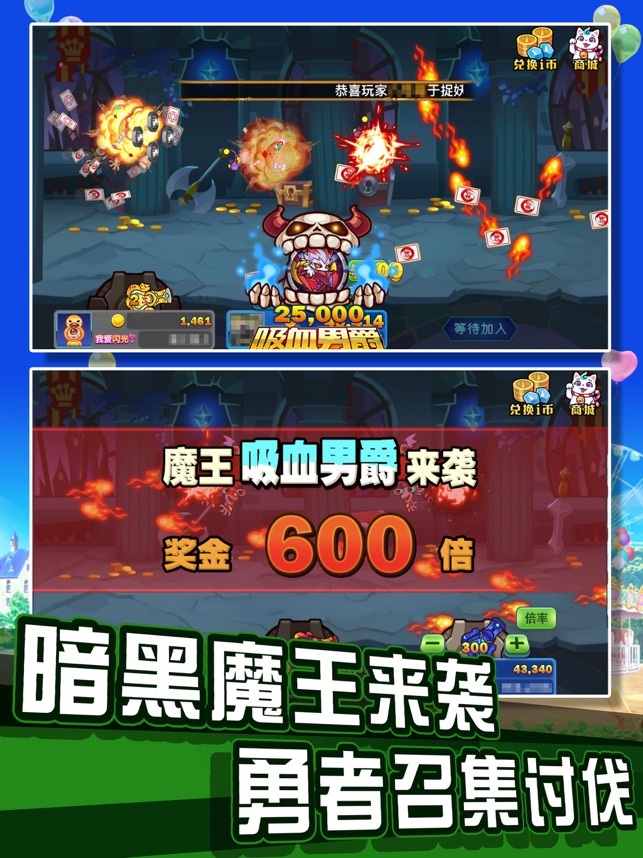 兑换i币
商城
恭喜玩家 于捉妖
25,000
14
吸血男爵
1,461
我爱闪光
等待加入
兑换i币
商城
魔王吸血男爵来袭
奖金 600 倍
倍率
300
43,340
暗黑魔王来袭
勇者召集讨伐